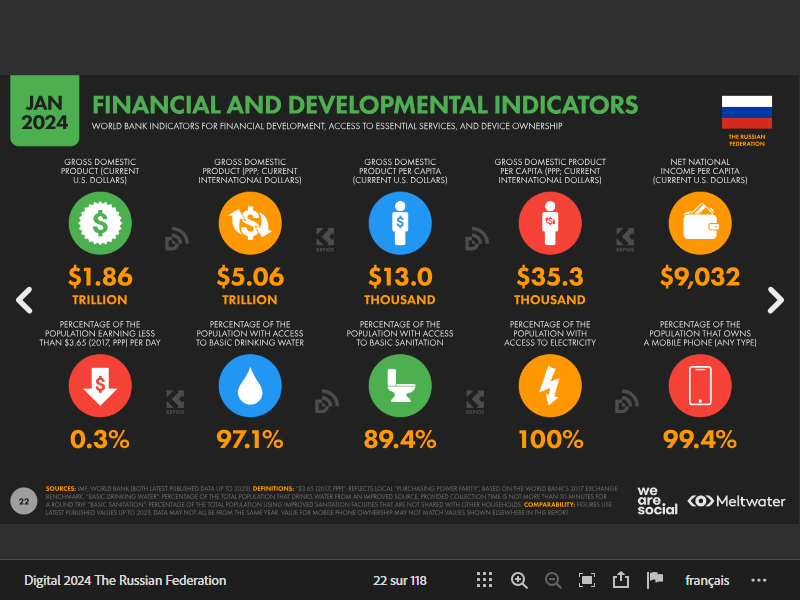 JAN
2024
FINANCIAL AND DEVELOPMENTAL INDICATORS
WORLD BANK INDICATORS FOR FINANCIAL DEVELOPMENT, ACCESS TO ESSENTIAL SERVICES, AND DEVICE OWNERSHIP
THE RUSSIAN
FEDERATION
GROSS DOMESTIC
PRODUCT (CURRENT
U.S. DOLLARS)
$1.86
TRILLION
GROSS DOMESTIC
PRODUCT (PPP, CURRENT
INTERNATIONAL DOLLARS)
$5.06
TRILLION
GROSS DOMESTIC
PRODUCT PER CAPITA
(CURRENT U.S. DOLLARS)
$13.0
THOUSAND
GROSS DOMESTIC PRODUCT
PER CAPITA (PPP, CURRENT
INTERNATIONAL DOLLARS)
$35.3
THOUSAND
NET NATIONAL
INCOME PER CAPITA
(CURRENT U.S. DOLLARS)
$9,032
PERCENTAGE OF THE
POPULATION EARNING LESS
THAN $3.65 (2017, PPP) PER DAY
0.3%
PERCENTAGE OF THE
POPULATION WITH ACCESS
TO BASIC DRINKING WATER
97.1%
PERCENTAGE OF THE
POPULATION WITH ACCESS
TO BASIC SANITATION
89.4%
PERCENTAGE OF THE
POPULATION WITH
ACCESS TO ELECTRICITY
100%
PERCENTAGE OF THE
POPULATION THAT OWNS
A MOBILE PHONE (ANY TYPE)
99.4%
KEPIOS
KEPIOS
KEPIOS
KEPIOS
22
SOURCES: IMF; WORLD BANK (BOTH LATEST PUBLISHED DATA UP TO 2023). DEFINITIONS: "$3.65 (2017, PPP)": REFLECTS LOCAL "PURCHASING POWER PARITY", BASED ON THE WORLD BANK'S 2017 EXCHANGE
BENCHMARK. "BASIC DRINKING WATER": PERCENTAGE OF THE TOTAL POPULATION THAT DRINKS WATER FROM AN IMPROVED SOURCE, PROVIDED COLLECTION TIME IS NOT MORE THAN 30 MINUTES FOR
A ROUND TRIP. "BASIC SANITATION": PERCENTAGE OF THE TOTAL POPULATION USING IMPROVED SANITATION FACILITIES THAT ARE NOT SHARED WITH OTHER HOUSEHOLDS. COMPARABILITY: FIGURES USE
LATEST PUBLISHED VALUES UP TO 2023; DATA MAY NOT ALL BE FROM THE SAME YEAR. VALUE FOR MOBILE PHONE OWNERSHIP MAY NOT MATCH VALUES SHOWN ELSEWHERE IN THIS REPORT.
we
are.
social
Meltwater
Digital 2024 The Russian Federation
22 sur 118
français